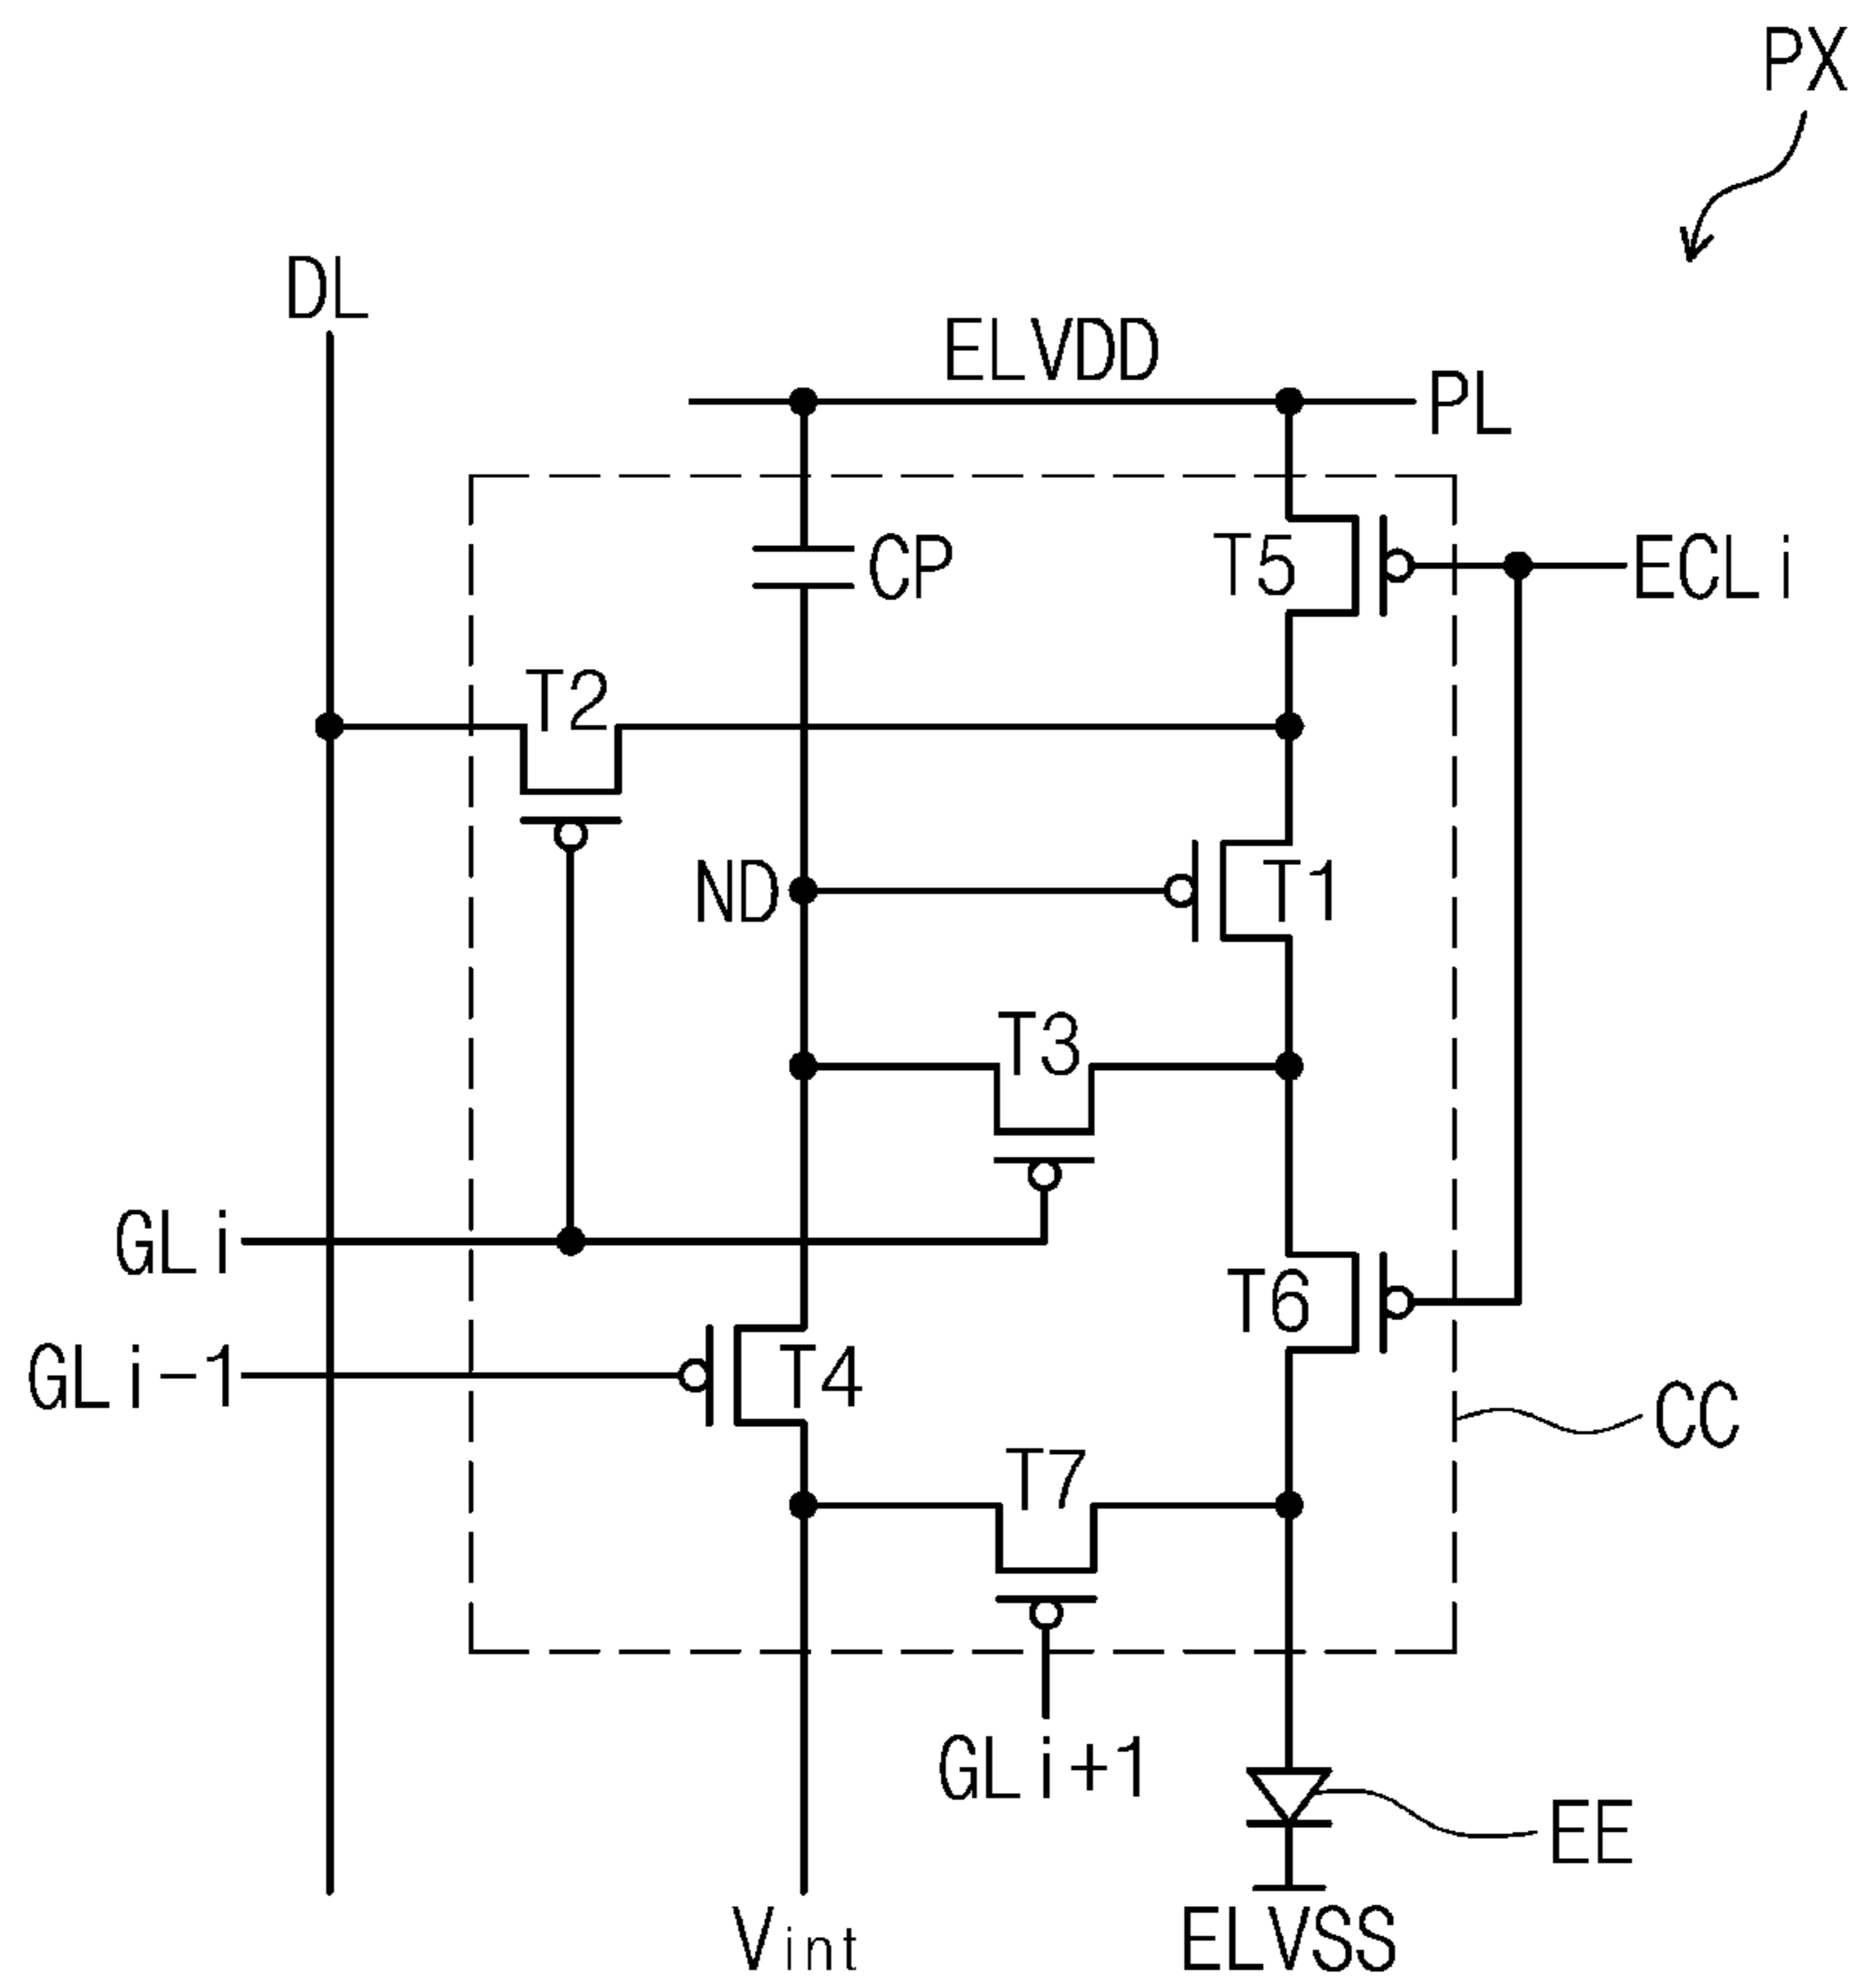 PX
DL
ELVDD
PL
CP
T5
ECLi
T2
ND
T1
T3
GLi
T6
GLi-1
T4
CC
T7
GLi+1
EE
Vint
ELVSS